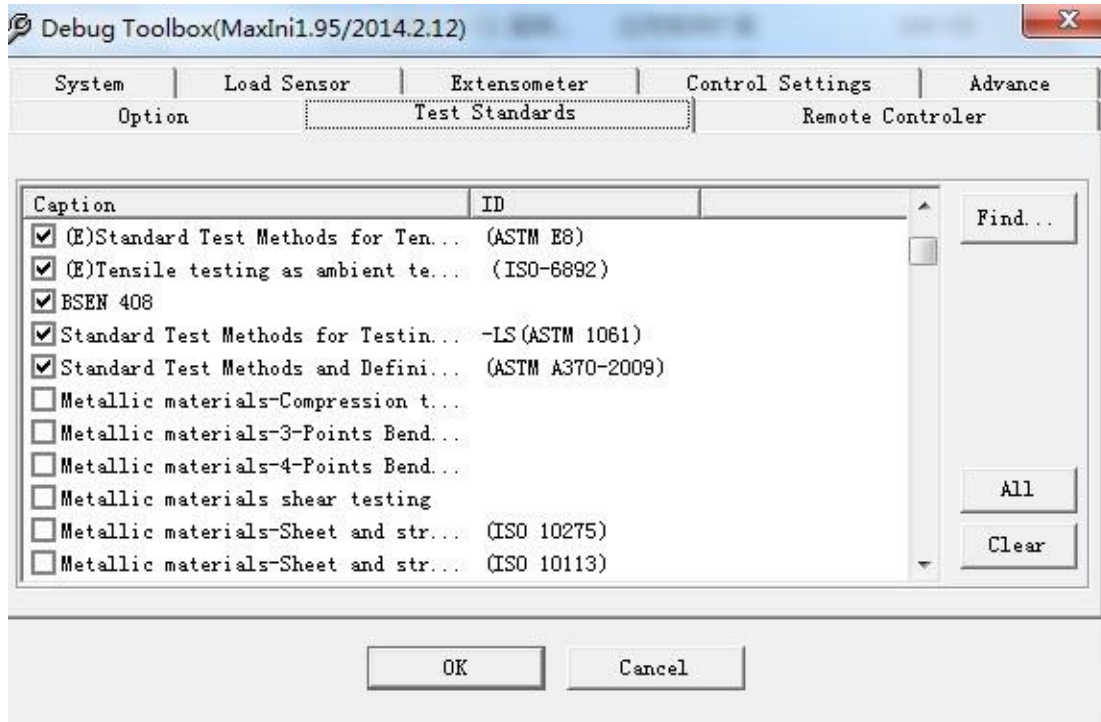 Debug Toolbox(MaxIni1.95/2014.2.12)
System Load Sensor Extensometer Control Settings Advance
Option Test Standards Remote Controler
Caption ID
(E)Standard Test Methods for Ten... (ASTM E8)
(E)Tensile testing as ambient te... (ISO-6892)
BSEN 408
Standard Test Methods for Testin... -LS(ASTM 1061)
Standard Test Methods and Defini... (ASTM A370-2009)
Metallic materials-Compression t...
Metallic materials-3-Points Bend...
Metallic materials-4-Points Bend...
Metallic materials shear testing
Metallic materials-Sheet and str... (ISO 10275)
Metallic materials-Sheet and str... (ISO 10113)
Find...
All
Clear
OK Cancel